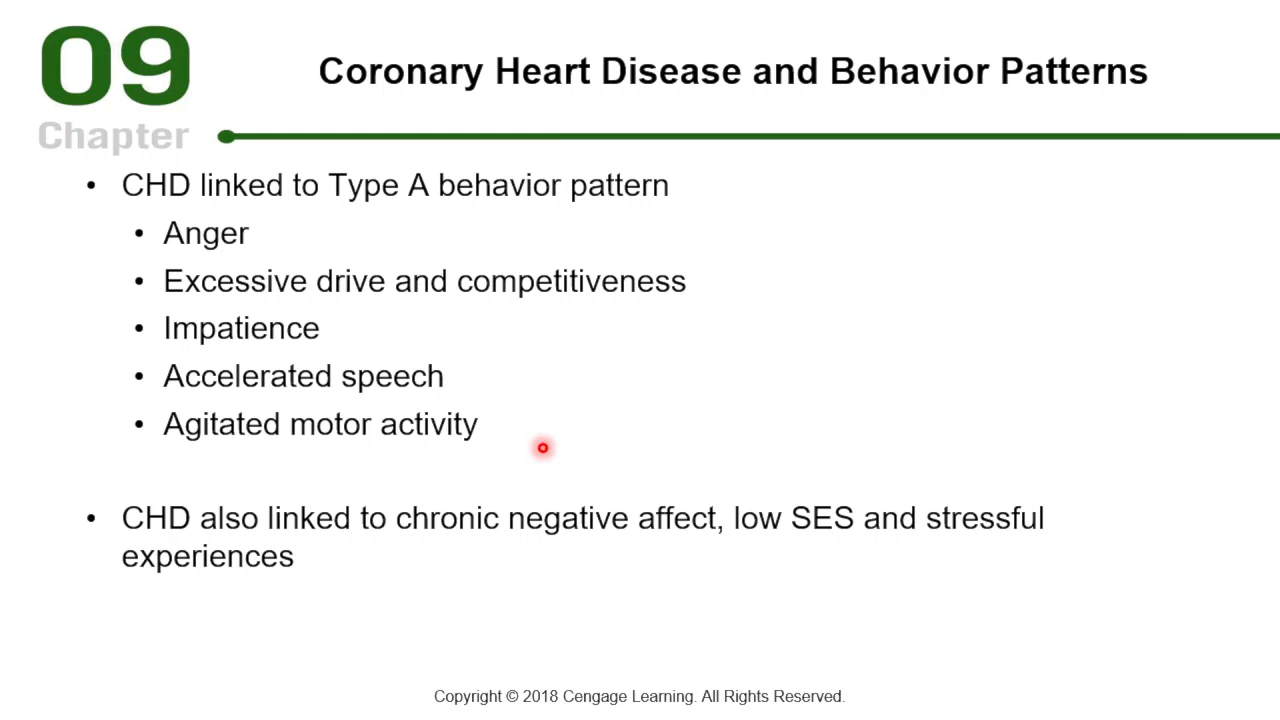 09
Chapter
Coronary Heart Disease and Behavior Patterns
• CHD linked to Type A behavior pattern
• Anger
• Excessive drive and competitiveness
• Impatience
• Accelerated speech
• Agitated motor activity
• CHD also linked to chronic negative affect, low SES and stressful
experiences
Copyright © 2018 Cengage Learning. All Rights Reserved.